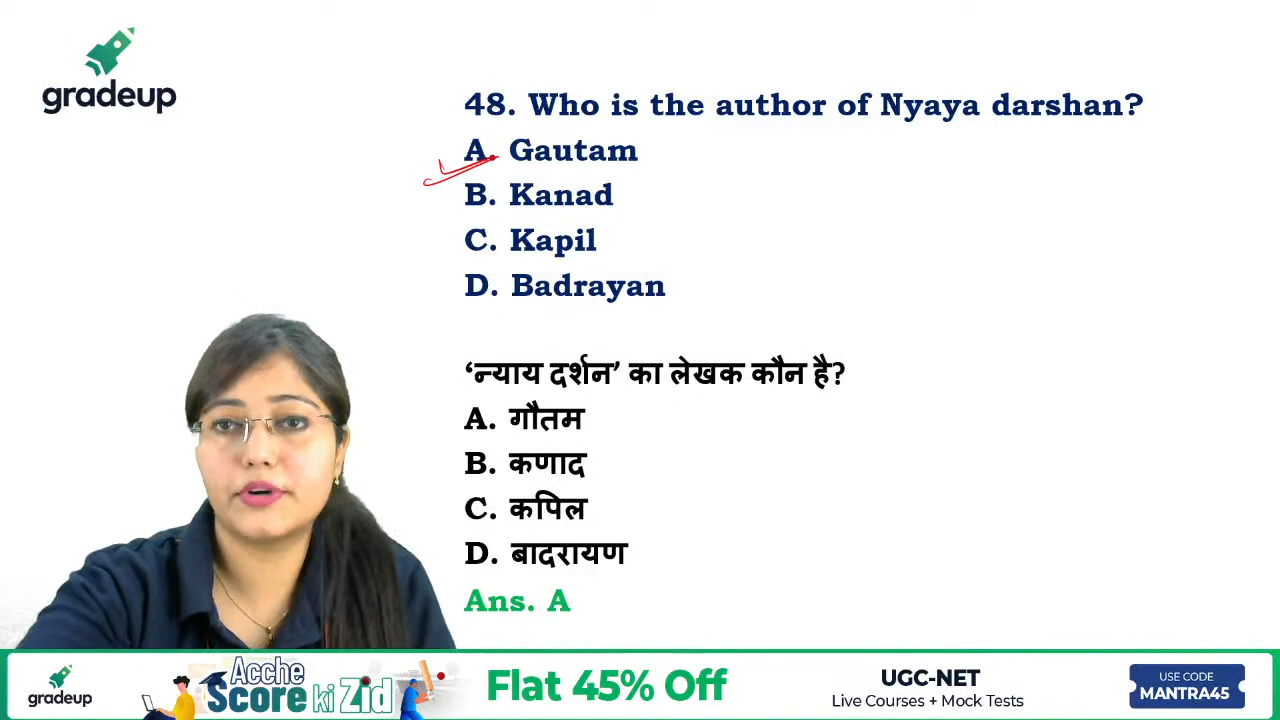 gradeup
48. Who is the author of Nyaya darshan?
A. Gautam
B. Kanad
C. Kapil
D. Badrayan
‘न्याय दर्शन’ का लेखक कौन है?
A. गौतम
B. कणाद
C. कपिल
D. बादरायण
Ans. A
gradeup
Acche
Score ki Zid
Flat 45% Off
UGC-NET
Live Courses + Mock Tests
USE CODE
MANTRA45